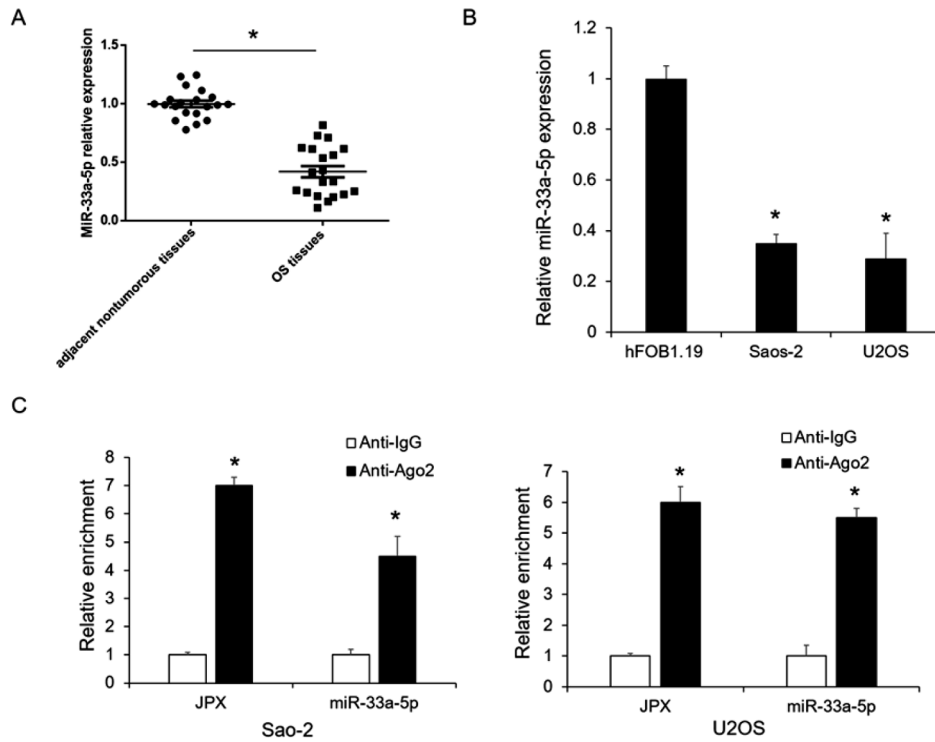 A
MiR-33a-5p relative expression
1.5
1.0
0.5
0.0
*
adjacent nontumorous tissues
OS tissues
B
Relative miR-33a-5p expression
1.2
1
0.8
0.6
0.4
0.2
0
*
*
hFOB1.19
Saos-2
U2OS
C
Relative enrichment
8
7
6
5
4
3
2
1
0
Anti-IgG
Anti-Ago2
*
*
JPX
miR-33a-5p
Sao-2
Relative enrichment
7
6
5
4
3
2
1
0
Anti-IgG
Anti-Ago2
*
*
JPX
miR-33a-5p
U2OS